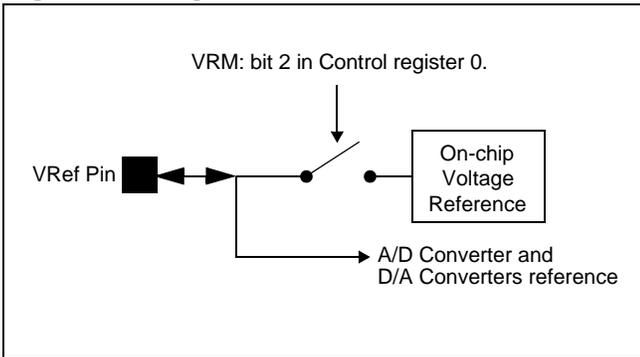 VRM: bit 2 in Control register 0.
VRef Pin
On-chip
Voltage
Reference
A/D Converter and
D/A Converters reference